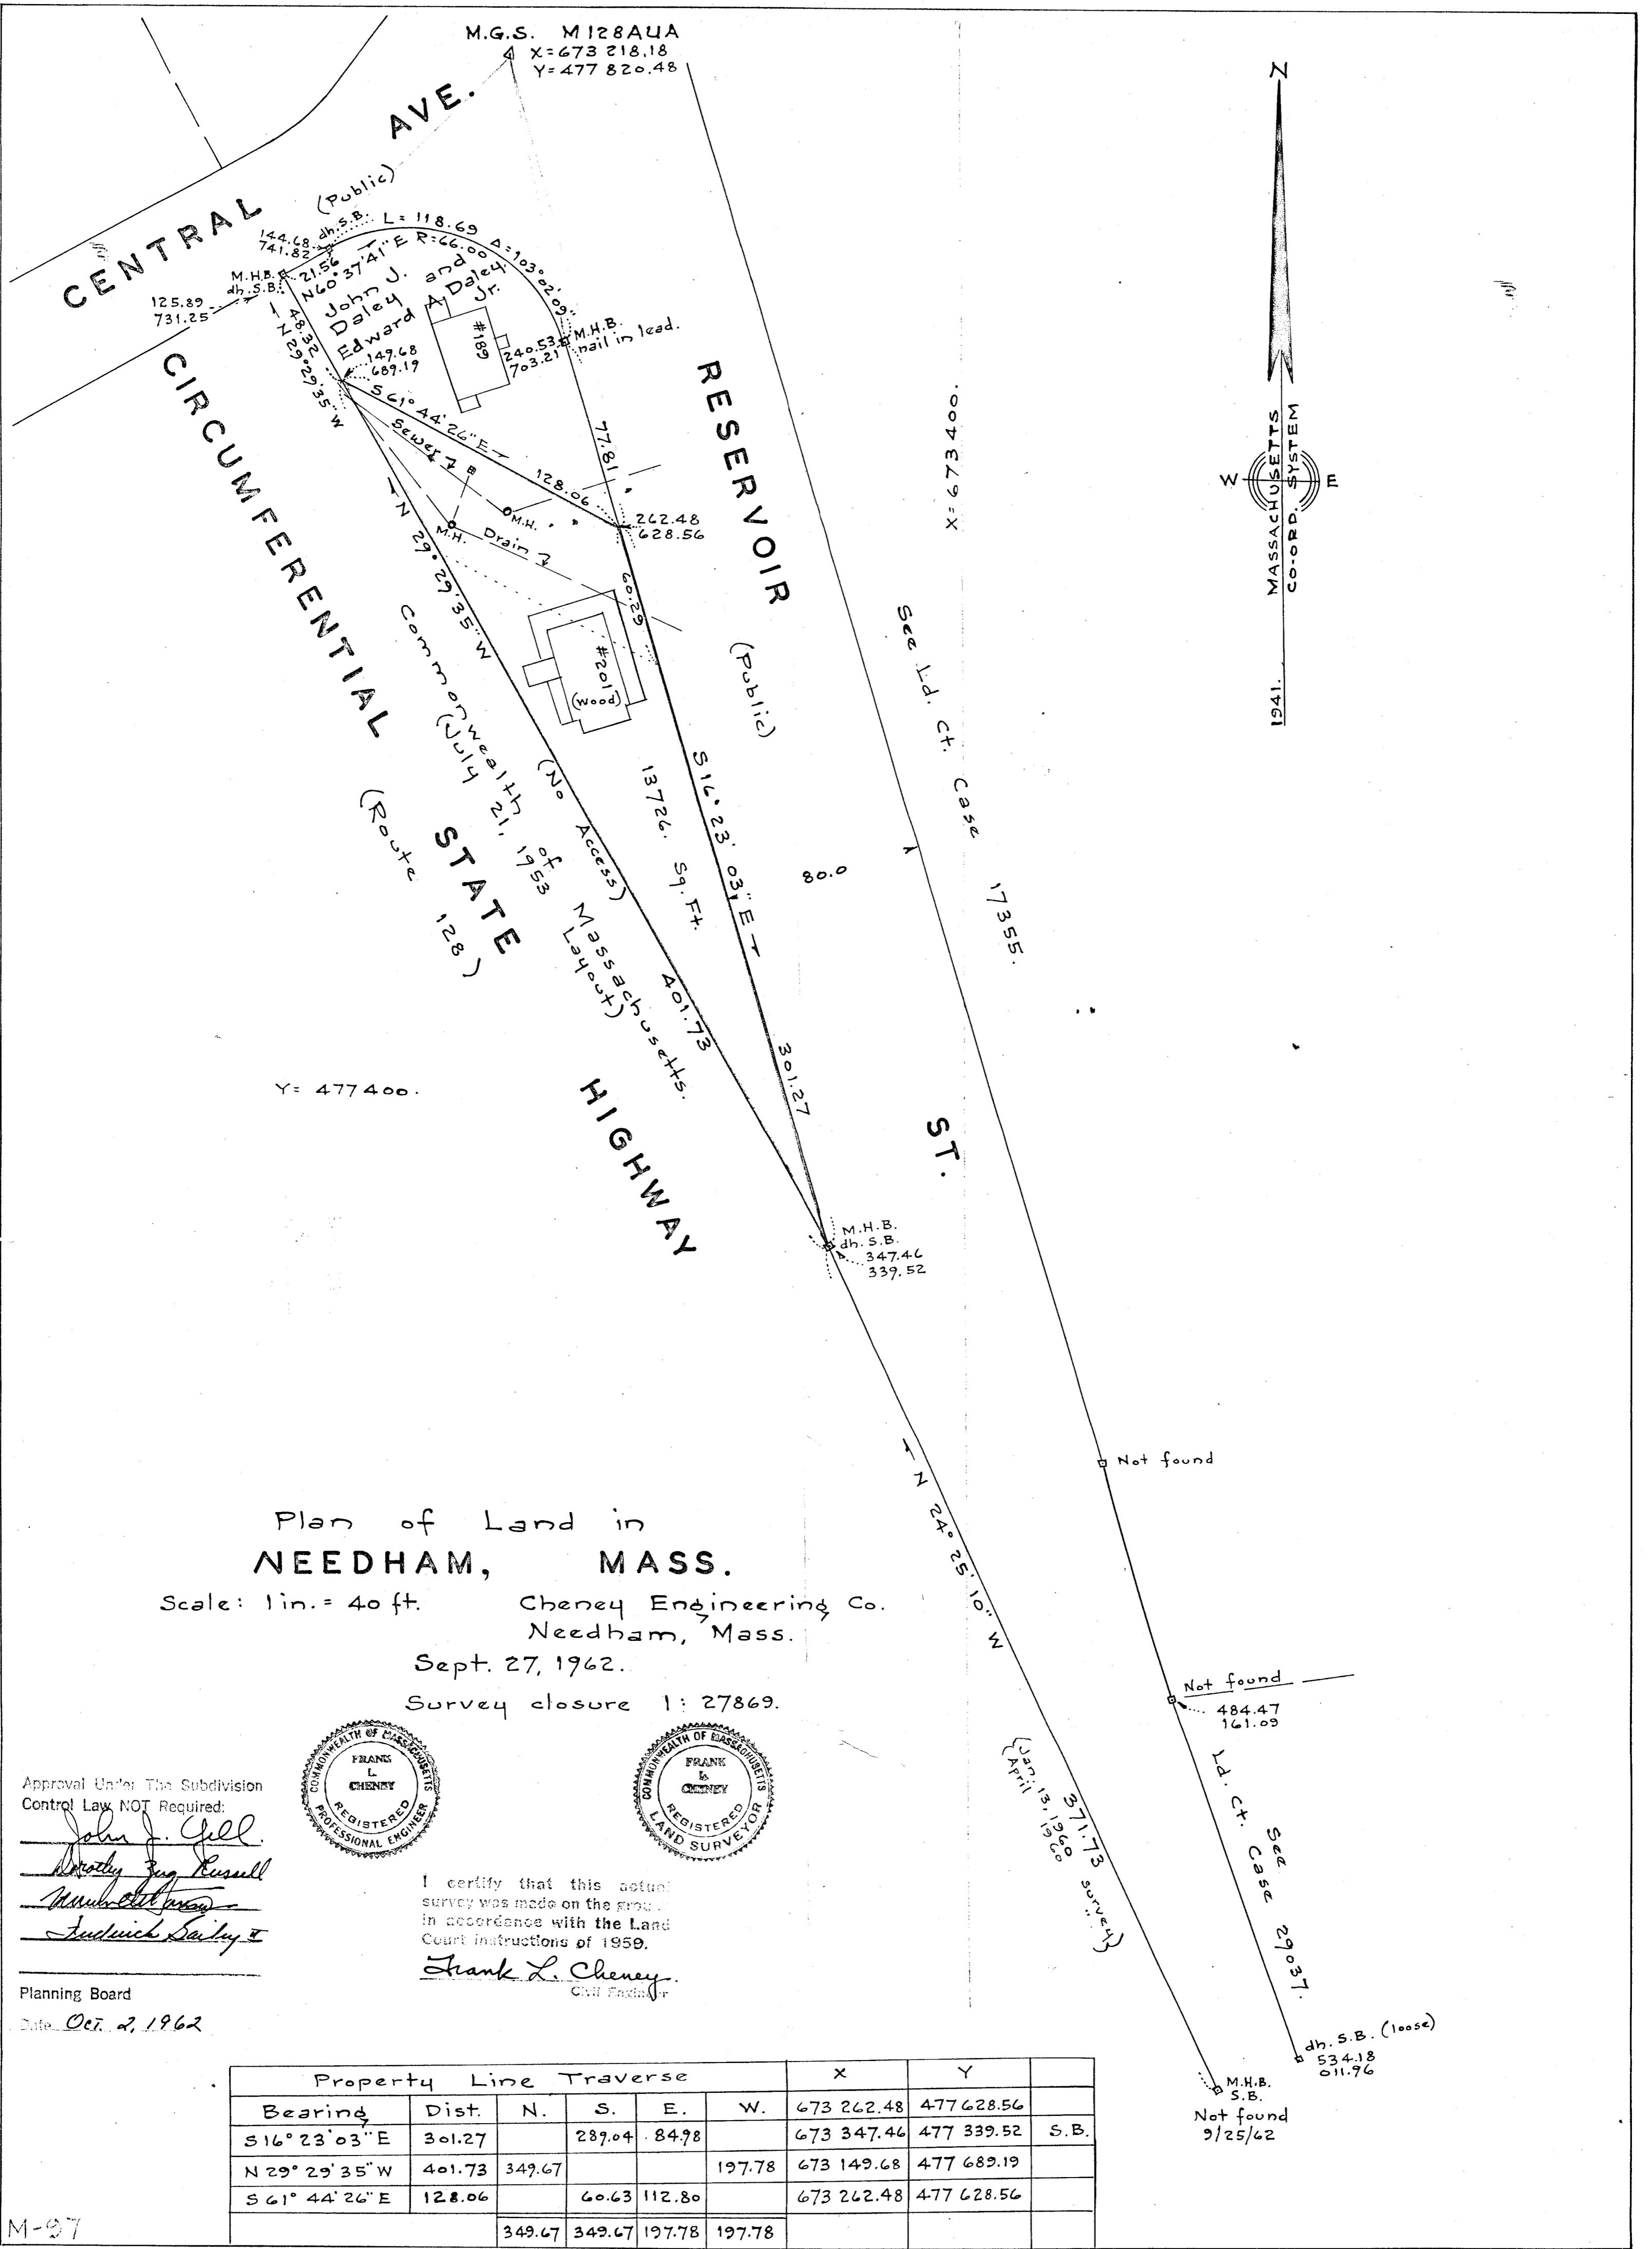 M.G.S. M128AUA
X=673 218.18
Y=477 820.48
CENTRAL AVE.
(Public)
144.68 dh.S.B.
741.82
L=118.69 Δ=103°02'09"
R=66.00
M.H.B.
dh.S.B.
21.56
N60°37'41"E
125.89
731.25
John J. and
Daley
Edward A. Daley
Jr.
#189
240.53
703.21
M.H.B.
nail in lead.
48.32
N29°29'35"W
149.68
689.19
S61°44'26"E
128.06
Sewer
77.81
262.48
628.56
M.H.
M.H.
Drain
N 29°29'35"W
60.29
#201
(Wood)
CIRCUMFERENTIAL
STATE
HIGHWAY
(Route 128)
Commonwealth of Massachusetts.
(July 21, 1953 Layout)
(No Access)
401.73
13726. Sq. Ft.
S16°23'03"E
301.27
RESERVOIR
ST.
(Public)
80.0
X=673400.
See Ld. Ct. Case 17355.
Y= 477400.
N
W
E
MASSACHUSETTS
CO-ORD. SYSTEM
1941.
M.H.B.
dh. S.B.
347.46
339.52
Not found
N 24°25'10" W
371.73
(Jan. 13, 1960 survey)
(April 1960 " )
Not found
484.47
161.09
See
Ld. Ct. Case 29037.
dh. S.B. (loose)
534.18
011.96
M.H.B.
S.B.
Not found
9/25/62
Plan of Land in
NEEDHAM, MASS.
Scale: 1in.= 40 ft. Cheney Engineering Co.
Needham, Mass.
Sept. 27, 1962.
Survey closure 1: 27869.
COMMONWEALTH OF MASSACHUSETTS
FRANK
L.
CHENEY
REGISTERED
PROFESSIONAL ENGINEER
COMMONWEALTH OF MASSACHUSETTS
FRANK
L.
CHENEY
REGISTERED
LAND SURVEYOR
Approval Under The Subdivision
Control Law NOT Required:
John J. Gill.
Dorothy Russell
Frederick Bailey II
Planning Board
Date Oct. 2, 1962
I certify that this actual
survey was made on the
in accordance with the Land
Court instructions of 1959.
Frank L. Cheney.
Civil Engineer
Property Line Traverse X Y
Bearing Dist. N. S. E. W. 673 262.48 477 628.56
S16°23'03"E 301.27 289.04 84.98 673 347.46 477 339.52 S.B.
N29°29'35"W 401.73 349.67 197.78 673 149.68 477 689.19
S61°44'26"E 128.06 60.63 112.80 673 262.48 477 628.56
349.67 349.67 197.78 197.78
M-97